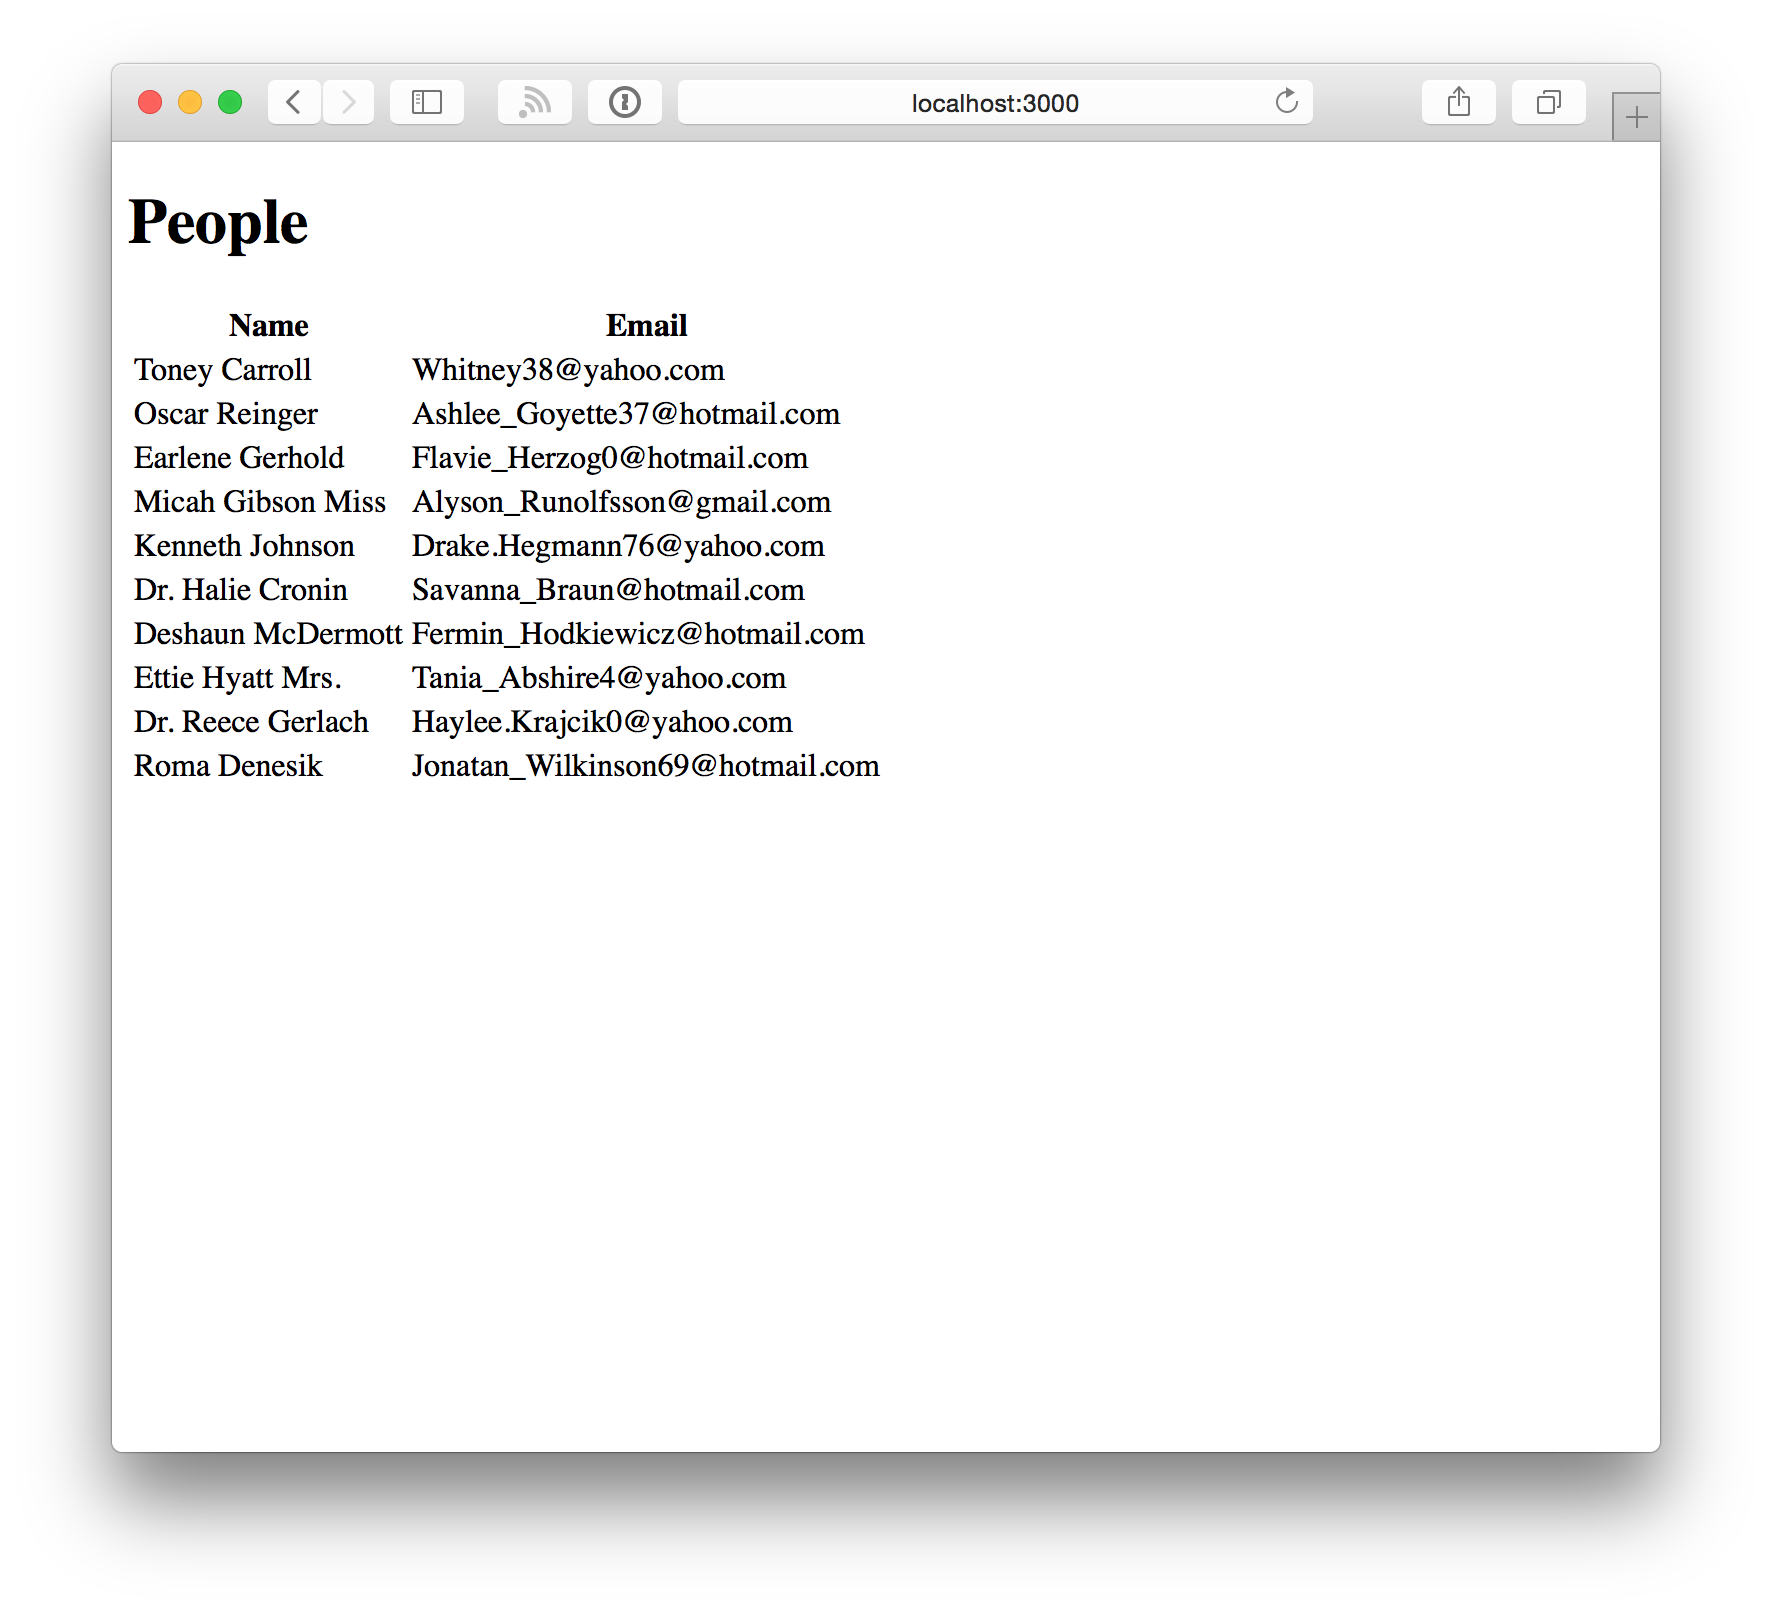 localhost:3000
People
Name Email
Toney Carroll Whitney38@yahoo.com
Oscar Reinger Ashlee_Goyette37@hotmail.com
Earlene Gerhold Flavie_Herzog0@hotmail.com
Micah Gibson Miss Alyson_Runolfsson@gmail.com
Kenneth Johnson Drake.Hegmann76@yahoo.com
Dr. Halie Cronin Savanna_Braun@hotmail.com
Deshaun McDermott Fermin_Hodkiewicz@hotmail.com
Ettie Hyatt Mrs. Tania_Abshire4@yahoo.com
Dr. Reece Gerlach Haylee.Krajcik0@yahoo.com
Roma Denesik Jonatan_Wilkinson69@hotmail.com